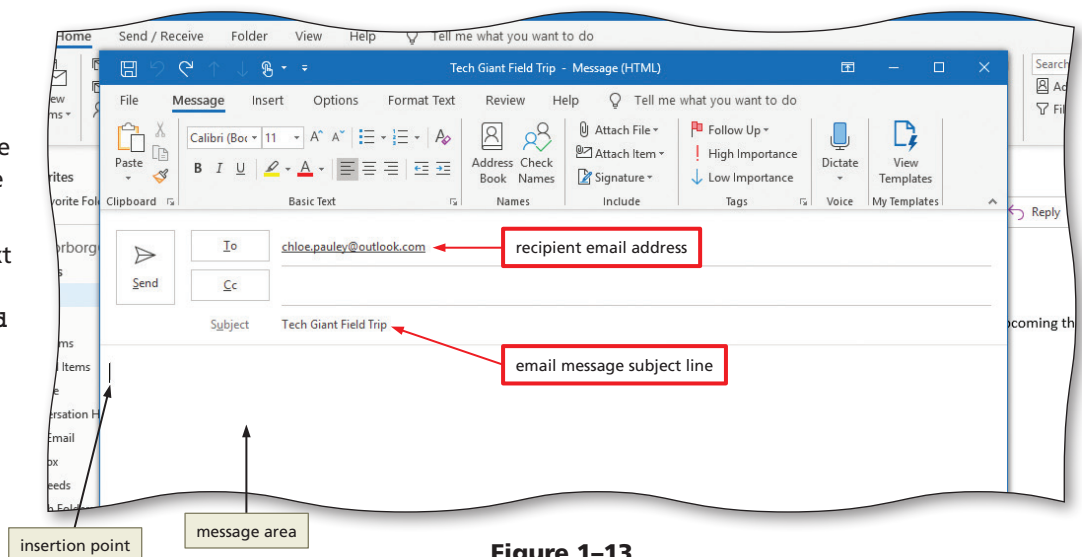 Home Send / Receive Folder View Help Tell me what you want to do
Tech Giant Field Trip - Message (HTML)
Search
File Message Insert Options Format Text Review Help Tell me what you want to do
Calibri (Boc 11
Paste
B I U A
Address Book
Check Names
Attach File
Attach Item
Signature
Follow Up
High Importance
Low Importance
Dictate
View Templates
Clipboard Basic Text Names Include Tags Voice My Templates
Reply
To chloe.pauley@outlook.com
recipient email address
Send
Cc
Subject Tech Giant Field Trip
email message subject line
Items
message area
insertion point
Figure 1–13